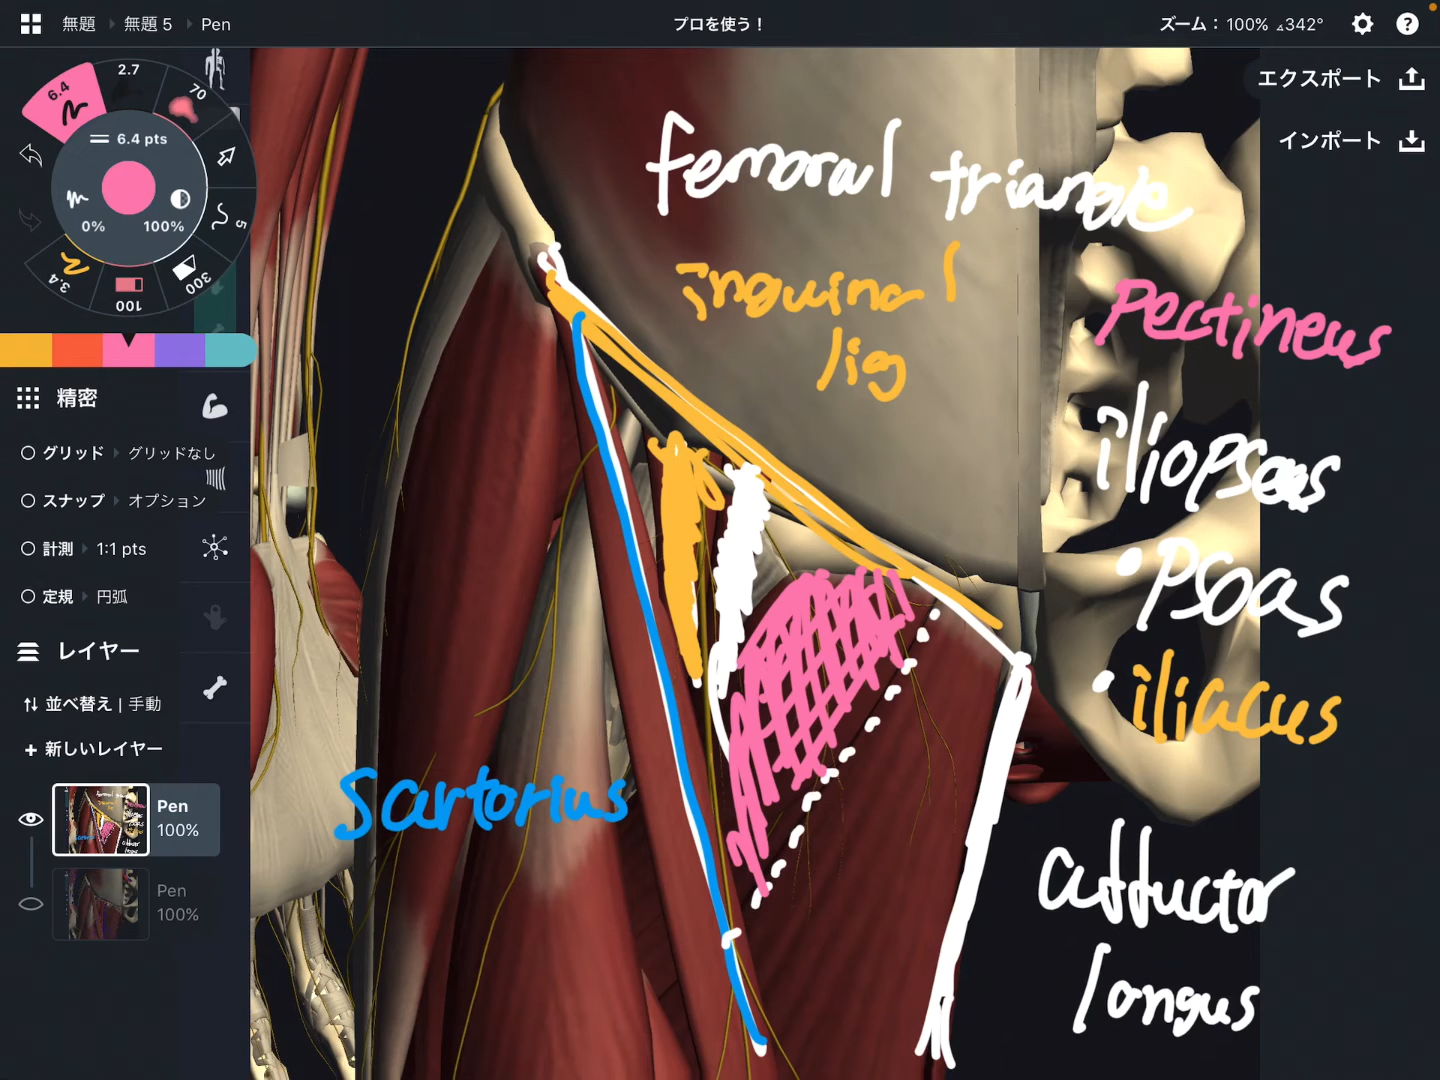 無題 無題 5 Pen
プロを使う！
ズーム： 100% ⊿342°
エクスポート
インポート
2.7
6.4
70
6.4 pts
0%
100%
5
3.4
100
300
精密
グリッド グリッドなし
スナップ オプション
計測 1:1 pts
定規 円弧
レイヤー
並べ替え | 手動
+ 新しいレイヤー
Pen
100%
Pen
100%
femoral triangle
inguinal
lig
Pectineus
iliopsoas
• Psoas
• iliacus
Sartorius
adductor
longus